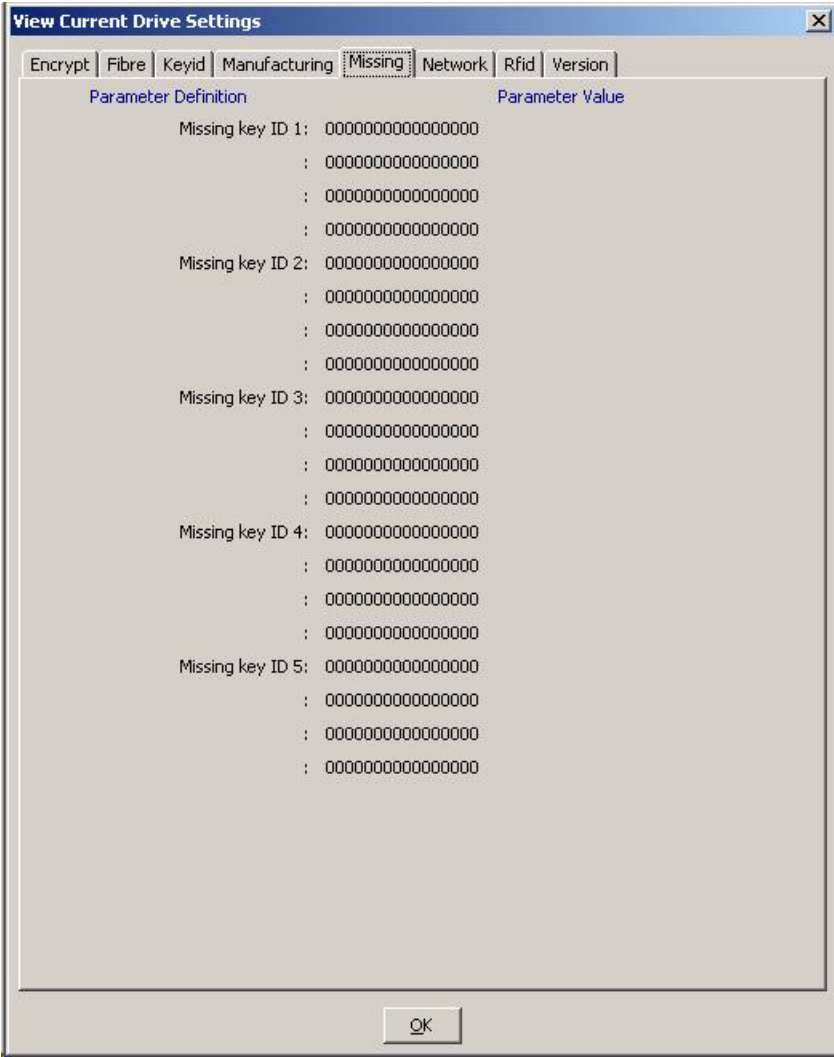 View Current Drive Settings
Encrypt Fibre Keyid Manufacturing Missing Network Rfid Version
Parameter Definition Parameter Value
Missing key ID 1: 0000000000000000
: 0000000000000000
: 0000000000000000
: 0000000000000000
Missing key ID 2: 0000000000000000
: 0000000000000000
: 0000000000000000
: 0000000000000000
Missing key ID 3: 0000000000000000
: 0000000000000000
: 0000000000000000
: 0000000000000000
Missing key ID 4: 0000000000000000
: 0000000000000000
: 0000000000000000
: 0000000000000000
Missing key ID 5: 0000000000000000
: 0000000000000000
: 0000000000000000
: 0000000000000000
OK